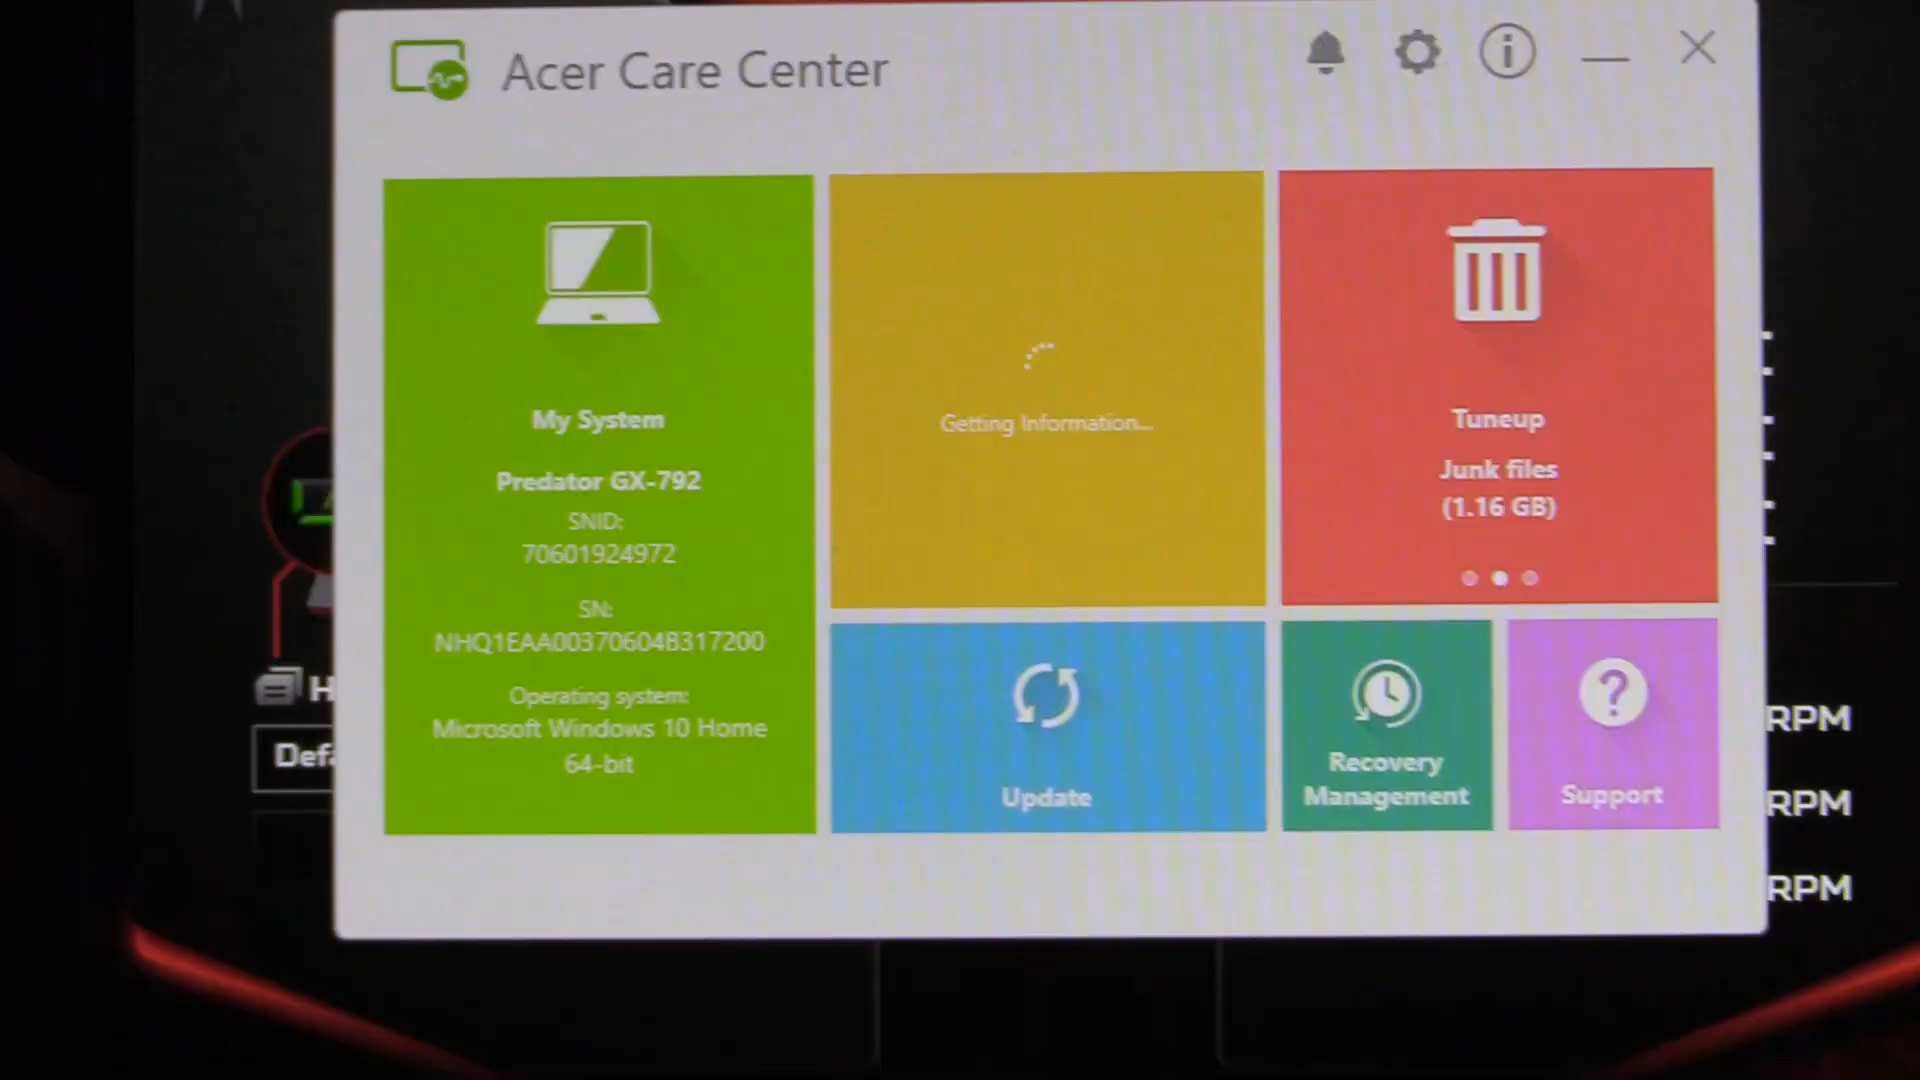 Acer Care Center
My System
Predator GX-792
SNID:
70601924972
SN:
NHQ1EAA00370604B317200
Operating system:
Microsoft Windows 10 Home
64-bit
Getting Information...
Tuneup
Junk files
(1.16 GB)
Update
Recovery
Management
Support
RPM
RPM
RPM